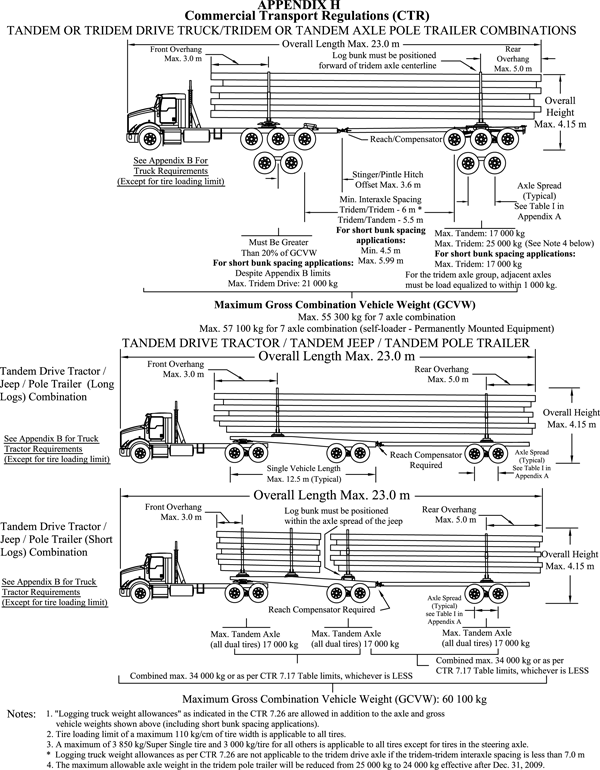 APPENDIX H
Commercial Transport Regulations (CTR)
TANDEM OR TRIDEM DRIVE TRUCK/TRIDEM OR TANDEM AXLE POLE TRAILER COMBINATIONS
Overall Length Max. 23.0 m
Front Overhang
Max. 3.0 m
Log bunk must be positioned
forward of tridem axle centerline
Rear
Overhang
Max. 5.0 m
Overall
Height
Max. 4.15 m
Reach/Compensator
See Appendix B For
Truck Requirements
(Except for tire loading limit)
Stinger/Pintle Hitch
Offset Max. 3.6 m
Axle Spread
(Typical)
See Table I in
Appendix A
Min. Interaxle Spacing
Tridem/Tridem - 6 m *
Tridem/Tandem - 5.5 m
For short bunk spacing
applications:
Min. 4.5 m
Max. 5.99 m
Must Be Greater
Than 20% of GCVW
For short bunk spacing applications:
Despite Appendix B limits
Max. Tridem Drive: 21 000 kg
Max. Tandem: 17 000 kg
Max. Tridem: 25 000 kg (See Note 4 below)
For short bunk spacing applications:
Max. Tridem: 17 000 kg
For the tridem axle group, adjacent axles
must be load equalized to within 1 000 kg.
Maximum Gross Combination Vehicle Weight (GCVW)
Max. 55 300 kg for 7 axle combination
Max. 57 100 kg for 7 axle combination (self-loader - Permanently Mounted Equipment)
TANDEM DRIVE TRACTOR / TANDEM JEEP / TANDEM POLE TRAILER
Overall Length Max. 23.0 m
Tandem Drive Tractor /
Jeep / Pole Trailer (Long
Logs) Combination
Front Overhang
Max. 3.0 m
Rear Overhang
Max. 5.0 m
Overall Height
Max. 4.15 m
See Appendix B for Truck
Tractor Requirements
(Except for tire loading limit)
Single Vehicle Length
Max. 12.5 m (Typical)
Reach Compensator
Required
Axle Spread
(Typical)
See Table I in
Appendix A
Overall Length Max. 23.0 m
Tandem Drive Tractor /
Jeep / Pole Trailer (Short
Logs) Combination
Front Overhang
Max. 3.0 m
Log bunk must be positioned
within the axle spread of the jeep
Rear Overhang
Max. 5.0 m
Overall Height
Max. 4.15 m
See Appendix B for Truck
Tractor Requirements
(Except for tire loading limit)
Reach Compensator Required
Axle Spread
(Typical)
see Table I in
Appendix A
Max. Tandem Axle
(all dual tires) 17 000 kg
Max. Tandem Axle
(all dual tires) 17 000 kg
Max. Tandem Axle
(all dual tires) 17 000 kg
Combined max. 34 000 kg or as per
CTR 7.17 Table limits, whichever is LESS
Combined max. 34 000 kg or as per CTR 7.17 Table limits, whichever is LESS
Maximum Gross Combination Vehicle Weight (GCVW): 60 100 kg
Notes: 1. "Logging truck weight allowances" as indicated in the CTR 7.26 are allowed in addition to the axle and gross
vehicle weights shown above (including short bunk spacing applications).
2. Tire loading limit of a maximum 110 kg/cm of tire width is applicable to all tires.
3. A maximum of 3 850 kg/Super Single tire and 3 000 kg/tire for all others is applicable to all tires except for tires in the steering axle.
* Logging truck weight allowances as per CTR 7.26 are not applicable to the tridem drive axle if the tridem-tridem interaxle spacing is less than 7.0 m
4. The maximum allowable axle weight in the tridem pole trailer will be reduced from 25 000 kg to 24 000 kg effective after Dec. 31, 2009.